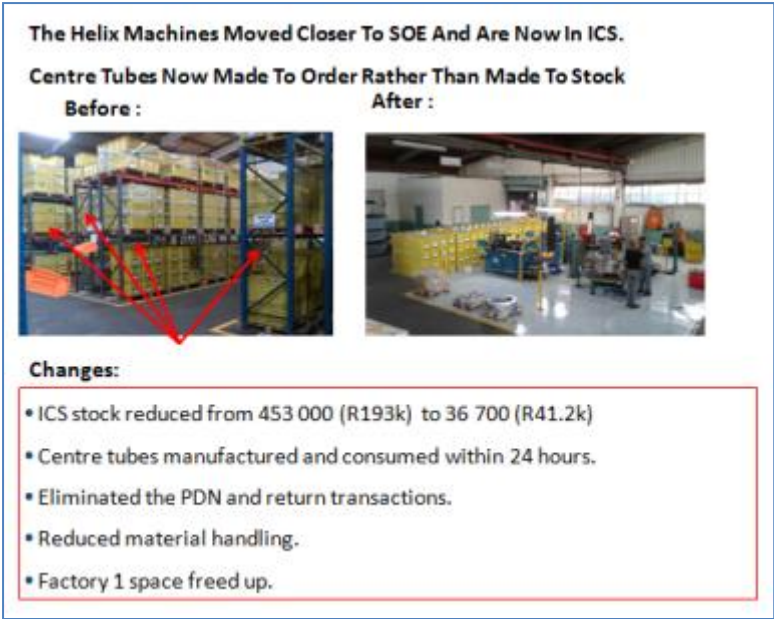 The Helix Machines Moved Closer To SOE And Are Now In ICS.
Centre Tubes Now Made To Order Rather Than Made To Stock
Before :
After :
Changes:
• ICS stock reduced from 453 000 (R193k) to 36 700 (R41.2k)
• Centre tubes manufactured and consumed within 24 hours.
• Eliminated the PDN and return transactions.
• Reduced material handling.
• Factory 1 space freed up.